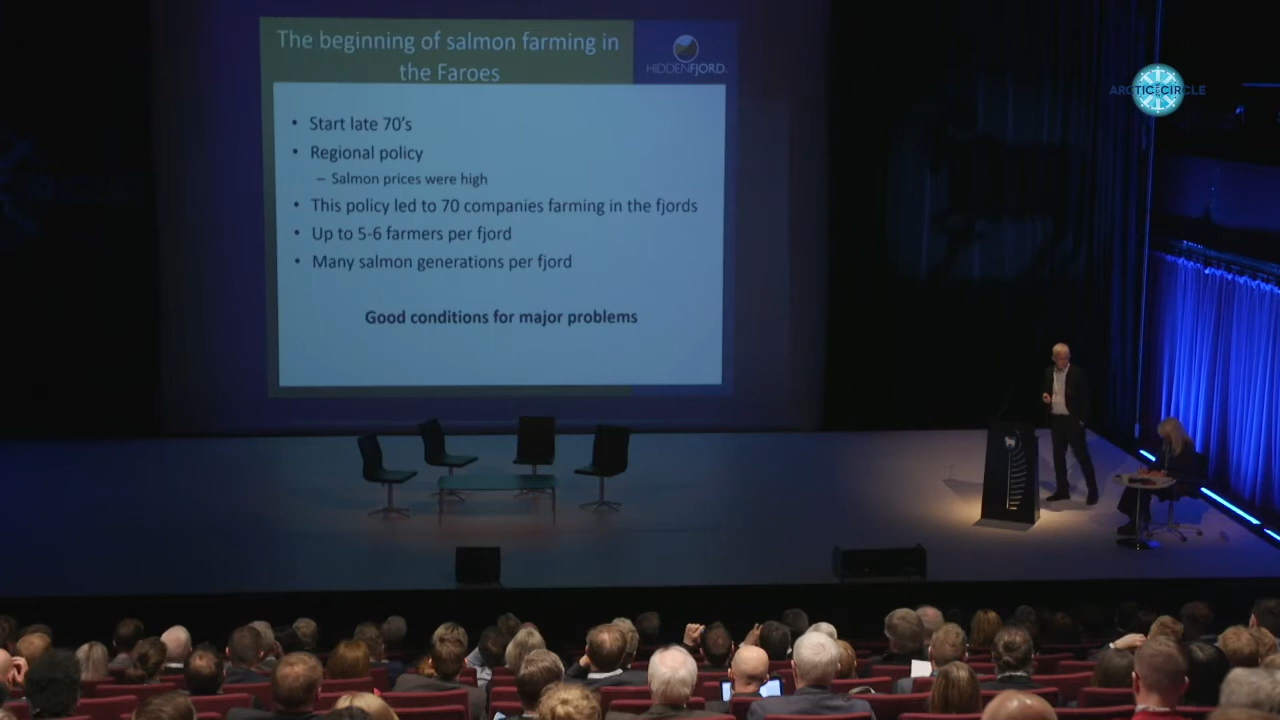 The beginning of salmon farming in
the Faroes
HIDDENFJORD
• Start late 70's
• Regional policy
– Salmon prices were high
• This policy led to 70 companies farming in the fjords
• Up to 5-6 farmers per fjord
• Many salmon generations per fjord
Good conditions for major problems
ARCTIC CIRCLE